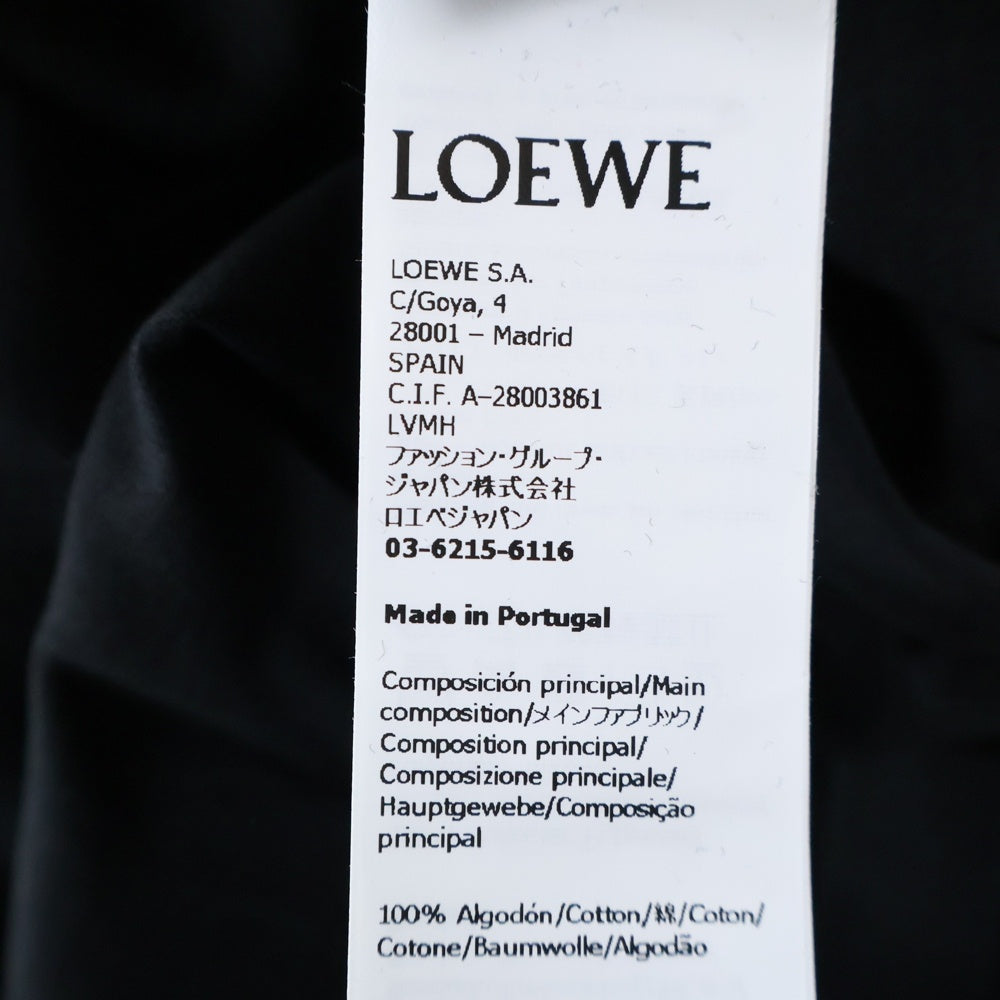 LOEWE
LOEWE S.A.
C/Goya, 4
28001 – Madrid
SPAIN
C.I.F. A-28003861
LVMH
ファッション・グループ・
ジャパン株式会社
ロエベジャパン
03-6215-6116
Made in Portugal
Composición principal/Main
composition/メインファブリック/
Composition principal/
Composizione principale/
Hauptgewebe/Composição
principal
100% Algodón/Cotton/綿/Coton/
Cotone/Baumwolle/Algodão